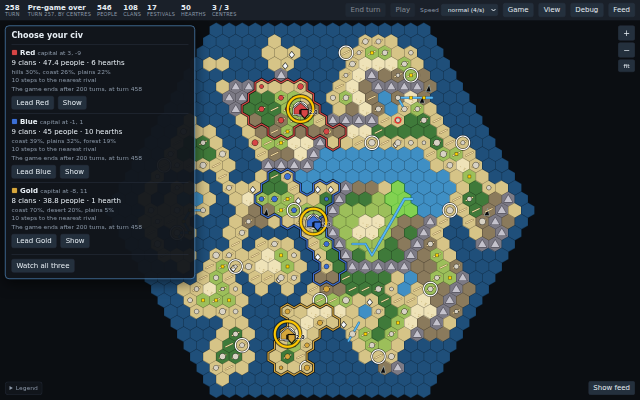 258 Pre-game over 546 108 17 50 3 / 3
TURN TURN 257, BY CENTRES PEOPLE CLANS FESTIVALS HEARTHS CENTRES
End turn Play Speed normal (4/s) Game View Debug Feed
Choose your civ
Red capital at 3, -9
9 clans · 47.4 people · 6 hearths
hills 30%, coast 26%, plains 22%
10 steps to the nearest rival
The game ends after 200 turns, at turn 458
Lead Red Show
Blue capital at -1, 1
9 clans · 45 people · 10 hearths
coast 39%, plains 32%, forest 19%
10 steps to the nearest rival
The game ends after 200 turns, at turn 458
Lead Blue Show
Gold capital at -8, 11
8 clans · 38.8 people · 1 hearth
coast 70%, desert 20%, plains 5%
10 steps to the nearest rival
The game ends after 200 turns, at turn 458
Lead Gold Show
Watch all three
+
−
fit
Legend
Show feed